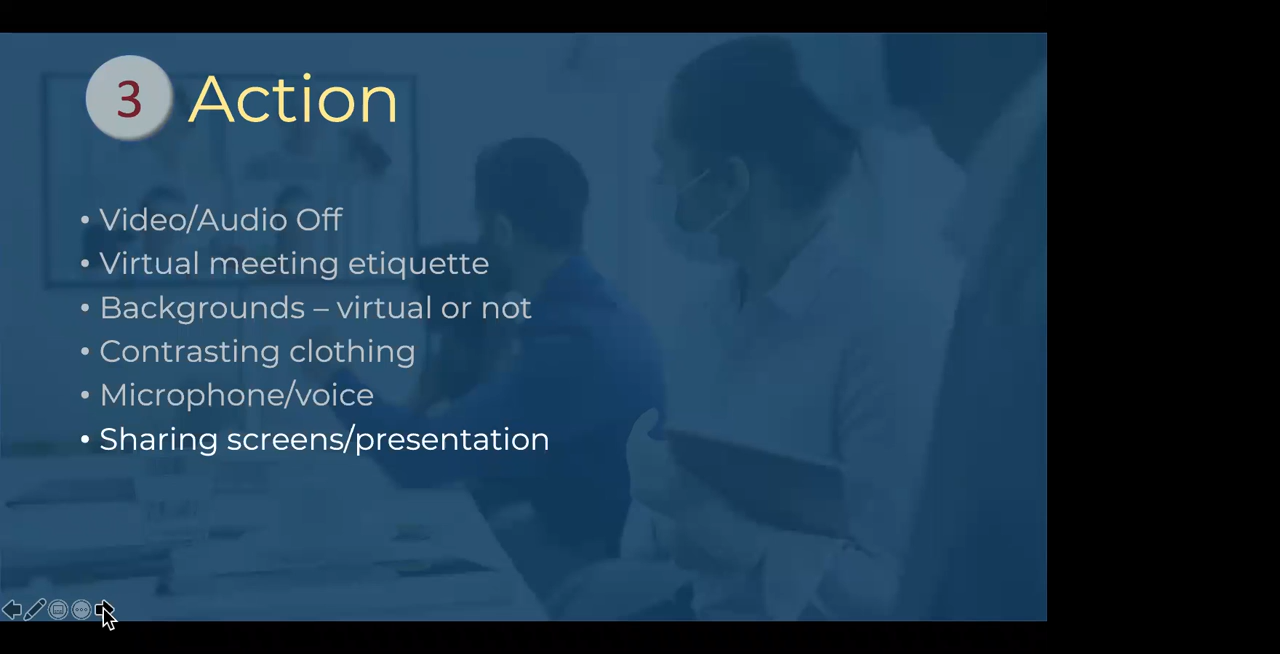 3 Action
• Video/Audio Off
• Virtual meeting etiquette
• Backgrounds – virtual or not
• Contrasting clothing
• Microphone/voice
• Sharing screens/presentation